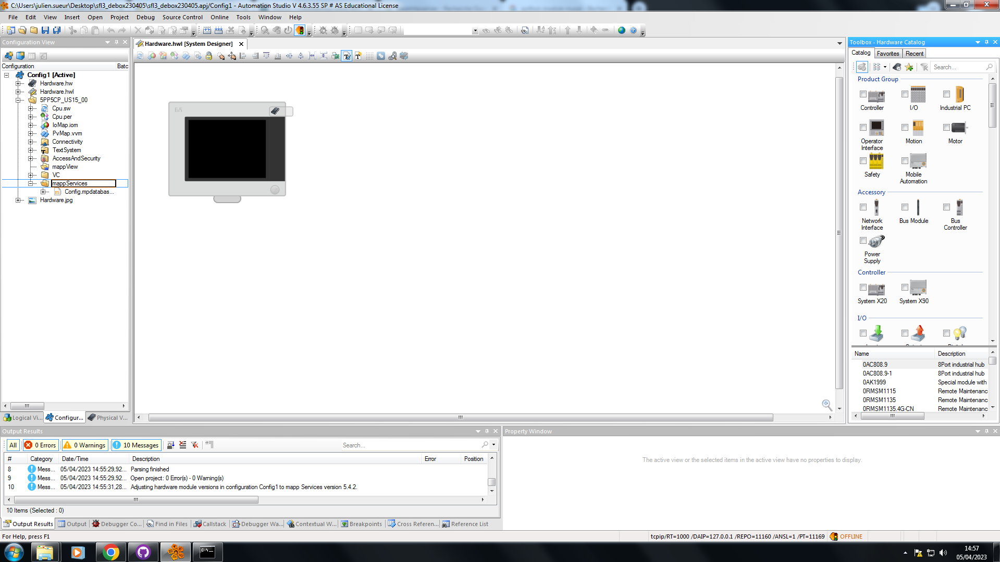 C:\Users\julien.sueur\Desktop\sfl3_debox230405\sfl3_debox230405.apj/Config1 - Automation Studio V 4.6.3.55 SP # AS Educational License
File Edit View Insert Open Project Debug Source Control Online Tools Window Help
Configuration View
Configuration Batc
Config1 [Active]
Hardware.hw
Hardware.hwl
5PP5CP_US15_00
Cpu.sw
Cpu.per
IoMap.iom
PvMap.vvm
Connectivity
TextSystem
AccessAndSecurity
mappView
VC
mappServices
Config.mpdatabas...
Hardware.jpg
Logical Vi... Configur... Physical V...
Hardware.hwl [System Designer]
Toolbox - Hardware Catalog
Catalog Favorites Recent
Search...
Product Group
Controller I/O Industrial PC
Operator Interface Motion Motor
Safety Mobile Automation
Accessory
Network Interface Bus Module Bus Controller
Power Supply
Controller
System X20 System X90
I/O
Name Description
0AC808.9 8Port industrial hub
0AC808.9-1 8Port industrial hub
0AK1999 Special module with
0RMSM1115 Remote Maintenanc
0RMSM1135 Remote Maintenanc
0RMSM1135.4G-CN Remote Maintenanc
Output Results
All 0 Errors 0 Warnings 10 Messages Search...
# Category Date/Time Description Error Position
8 Mess... 05/04/2023 14:55:29,92... Parsing finished
9 Mess... 05/04/2023 14:55:29,92... Open project: 0 Error(s) - 0 Warning(s)
10 Mess... 05/04/2023 14:55:31,28... Adjusting hardware module versions in configuration Config1 to mapp Services version 5.4.2.
10 Items (Selected : 0)
Output Results Output Debugger Co... Find in Files Callstack Debugger Wa... Contextual W... Breakpoints Cross Referen... Reference List
Property Window
The active view or the selected items in the active view have no properties to display.
For Help, press F1
tcpip/RT=1000 /DAIP=127.0.0.1 /REPO=11160 /ANSL=1 /PT=11169 OFFLINE
14:57
05/04/2023